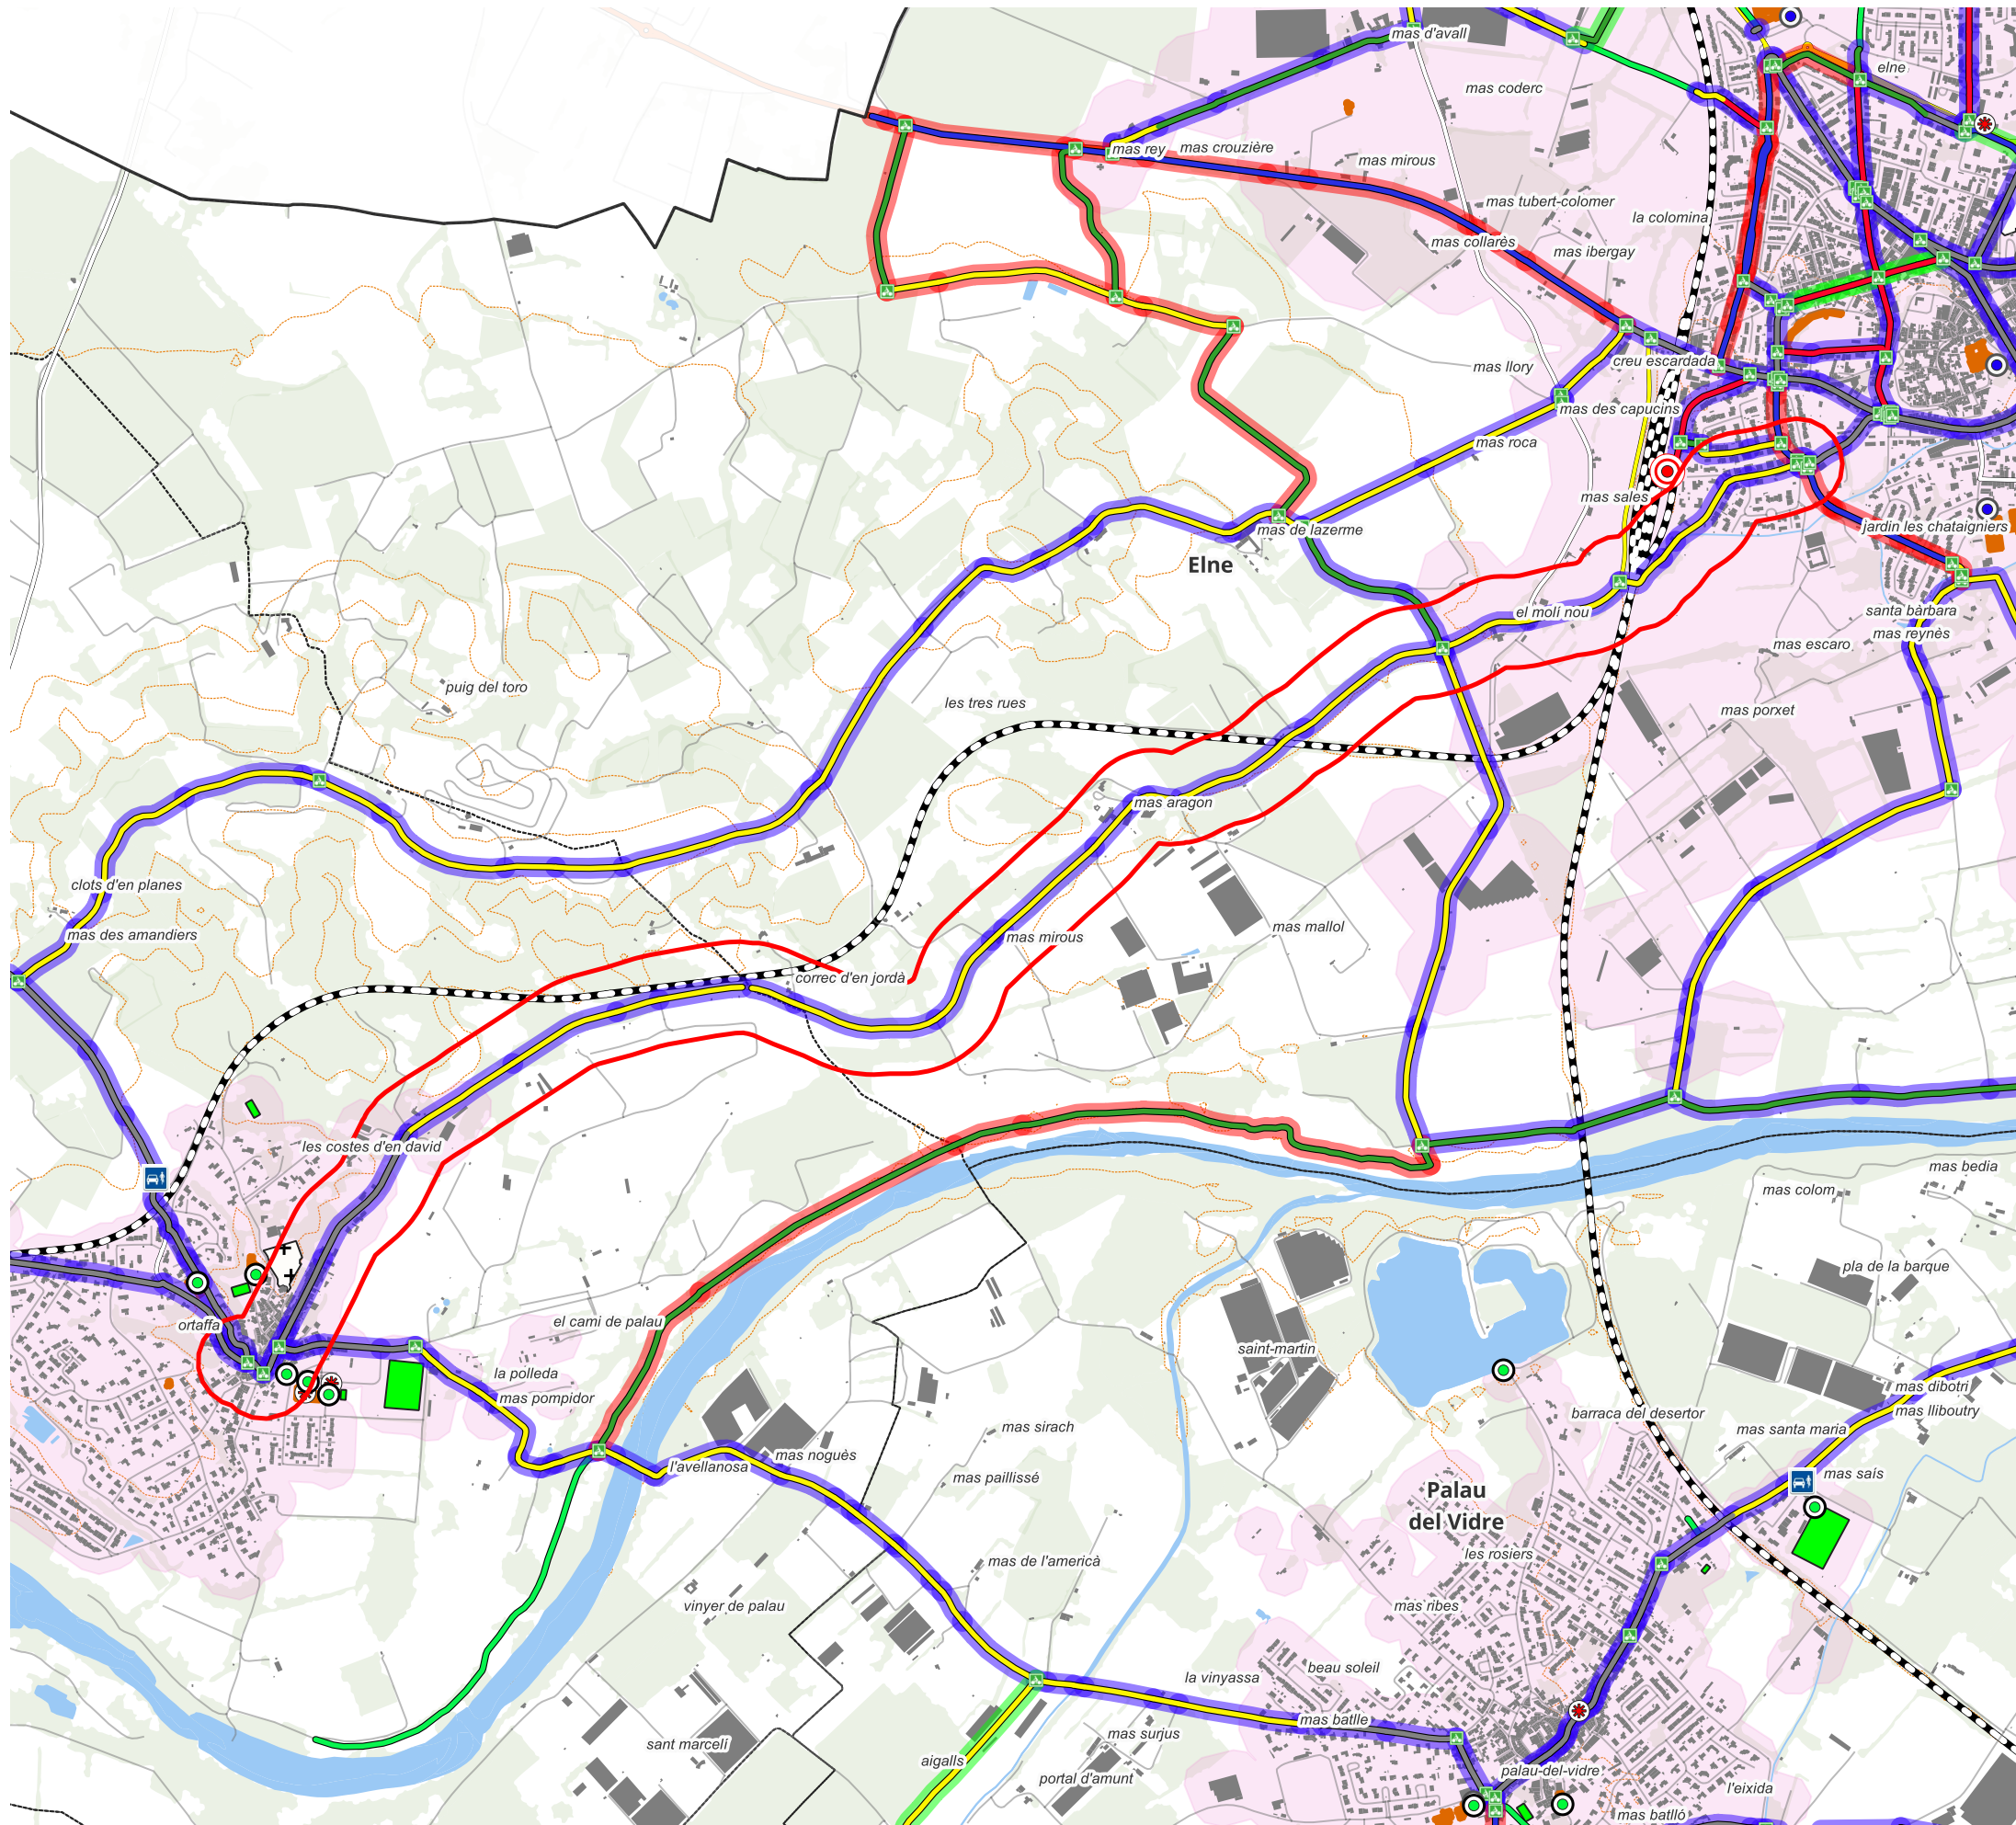 mas d'avall
elne
mas coderc
mas rey
mas crouzière
mas mirous
mas tubert-colomer
la colomina
mas collarès
mas ibergay
creu escardada
mas llory
mas des capucins
mas roca
mas sales
mas de lazerme
jardin les chataigniers
Elne
el molí nou
santa bàrbara
mas reynès
mas escaro
puig del toro
les tres rues
mas porxet
mas aragon
clots d'en planes
mas mallol
mas des amandiers
mas mirous
correc d'en jordà
les costes d'en david
mas bedia
mas colom
pla de la barque
ortaffa
el cami de palau
saint-martin
la polleda
mas dibotri
mas pompidor
mas lliboutry
barraca del desertor
mas sirach
mas santa maria
mas noguès
l'avellanosa
mas saís
mas paillissé
Palau
del Vidre
les rosiers
mas de l'americà
vinyer de palau
mas ribes
beau soleil
la vinyassa
mas batlle
mas surjus
sant marcelí
aigalls
palau-del-vidre
portal d'amunt
l'eixida
mas batlló